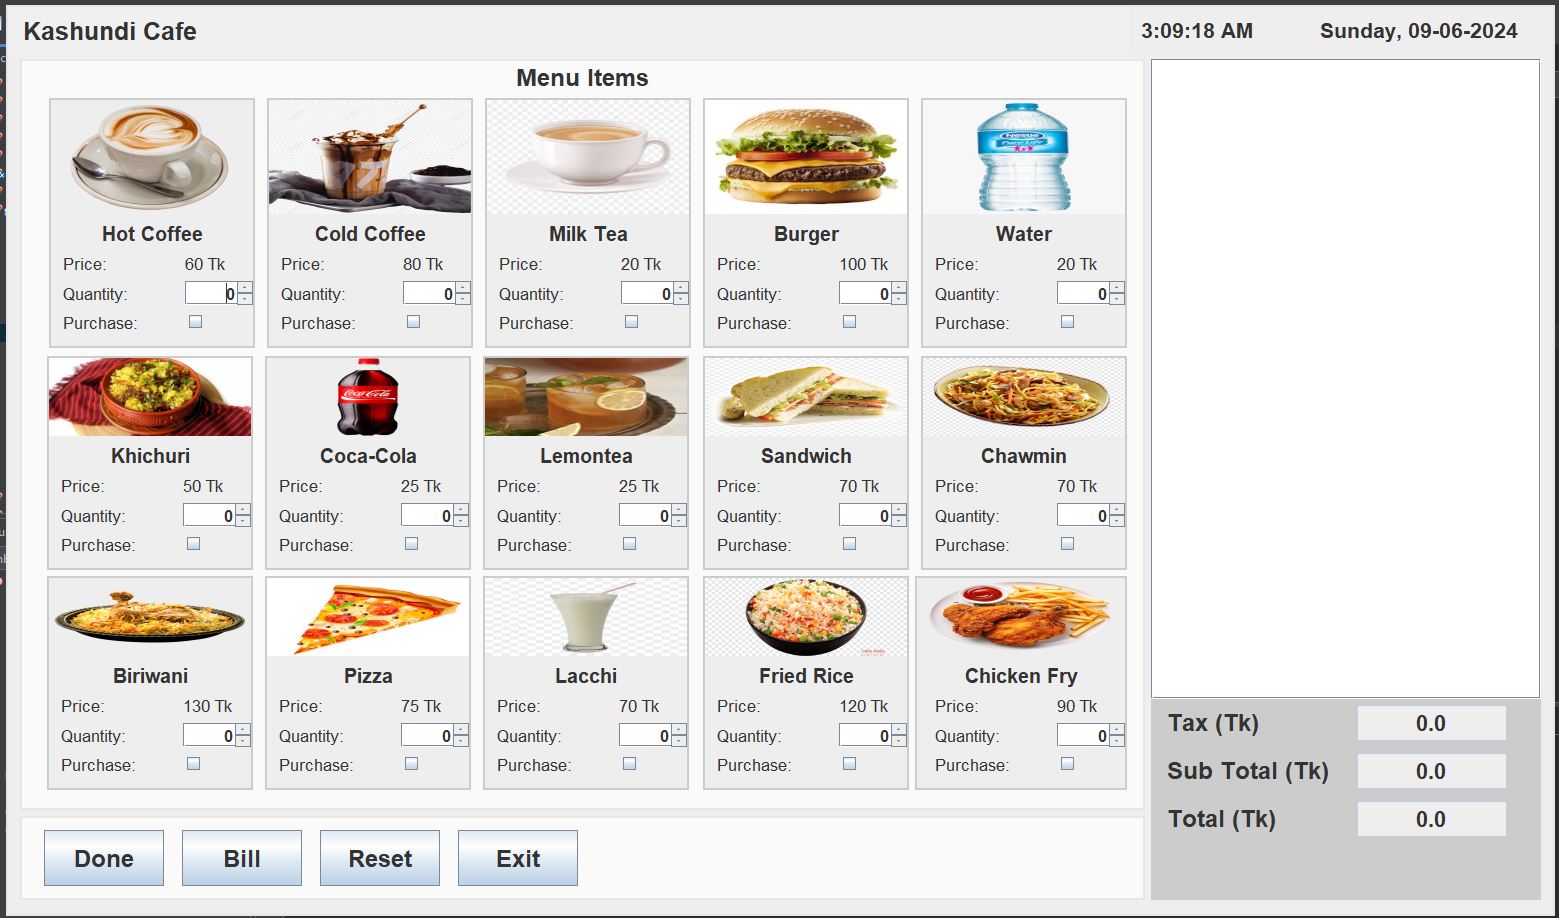 Kashundi Cafe
3:09:18 AM
Sunday, 09-06-2024
Menu Items
Hot Coffee
Price: 60 Tk
Quantity: 0
Purchase:
Cold Coffee
Price: 80 Tk
Quantity: 0
Purchase:
Milk Tea
Price: 20 Tk
Quantity: 0
Purchase:
Burger
Price: 100 Tk
Quantity: 0
Purchase:
Nestle
Pure Life
Water
Price: 20 Tk
Quantity: 0
Purchase:
Khichuri
Price: 50 Tk
Quantity: 0
Purchase:
Coca-Cola
Coca-Cola
Price: 25 Tk
Quantity: 0
Purchase:
Lemontea
Price: 25 Tk
Quantity: 0
Purchase:
Sandwich
Price: 70 Tk
Quantity: 0
Purchase:
Chawmin
Price: 70 Tk
Quantity: 0
Purchase:
Biriwani
Price: 130 Tk
Quantity: 0
Purchase:
Pizza
Price: 75 Tk
Quantity: 0
Purchase:
Lacchi
Price: 70 Tk
Quantity: 0
Purchase:
Fried Rice
Price: 120 Tk
Quantity: 0
Purchase:
Chicken Fry
Price: 90 Tk
Quantity: 0
Purchase:
Tax (Tk) 0.0
Sub Total (Tk) 0.0
Total (Tk) 0.0
Done
Bill
Reset
Exit